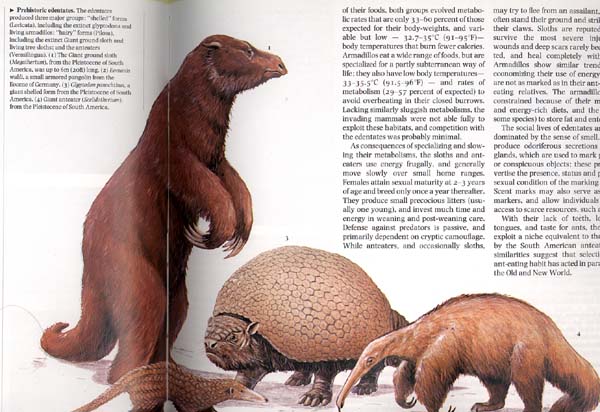 ► Prehistoric edentates. The edentates
produced three major groups: "shelled" forms
(Loricata), including the extinct glyptodons and
living armadillos: "hairy" forms (Pilosa),
including the extinct Giant ground sloth and
living tree sloths; and the anteaters
(Vermilingua). (1) The Giant ground sloth
(Megatherium), from the Pleistocene of South
America, was up to 6m (20ft) long. (2)
a small armored pangolin from the
Eocene of Germany. (3) Glyptodon panochthus, a
giant shelled form from the Pleistocene of South
America. (4) Giant anteater
from the Pleistocene of South America.
of their foods, both groups evolved metabo-
lic rates that are only 33-60 percent of those
expected for their body-weights, and vari-
able but low — 32.7–35°C (91–95°F)—
body temperatures that burn fewer calories.
Armadillos eat a wide range of foods, but are
specialized for a partly subterranean way of
life; they also have low body temperatures—
33–35.5°C (91.5–96°F) — and rates of
metabolism (29–57 percent of expected) to
avoid overheating in their closed burrows.
Lacking similarly sluggish metabolisms, the
invading mammals were not able fully to
exploit these habitats, and competition with
the edentates was probably minimal.
As consequences of specializing and slow-
ing their metabolisms, the sloths and ant-
eaters use energy frugally, and generally
move slowly over small home ranges.
Females attain sexual maturity at 2–3 years
of age and breed only once a year thereafter.
They produce small precocious litters (usu-
ally one young), and invest much time and
energy in weaning and post-weaning care.
Defense against predators is passive, and
primarily dependent on cryptic camouflage.
While anteaters, and occasionally sloths,
may try to flee from an assailant,
often stand their ground and strik
their claws. Sloths are reputed
survive the most severe inju
wounds and deep scars rarely bec
ted, and heal completely with
Armadillos show similar trend
economizing their use of energy
are not as marked as in their ant-
eating relatives. The armadillo
constrained because of their m
and energy-rich diets, and the
some species) to store fat and ente
The social lives of edentates a
dominated by the sense of smell.
produce odoriferous secretions
glands, which are used to mark p
or conspicuous objects; these pr
vertise the presence, status and p
sexual condition of the marking
Scent marks may also serve as
markers, and allow individuals
access to scarce resources, such
With their lack of teeth, lo
tongues, and taste for ants, the
exploit a niche equivalent to tha
by the South American anteat
similarities suggest that selecti
ant-eating habit has acted in para
the Old and New World.
1
3
4